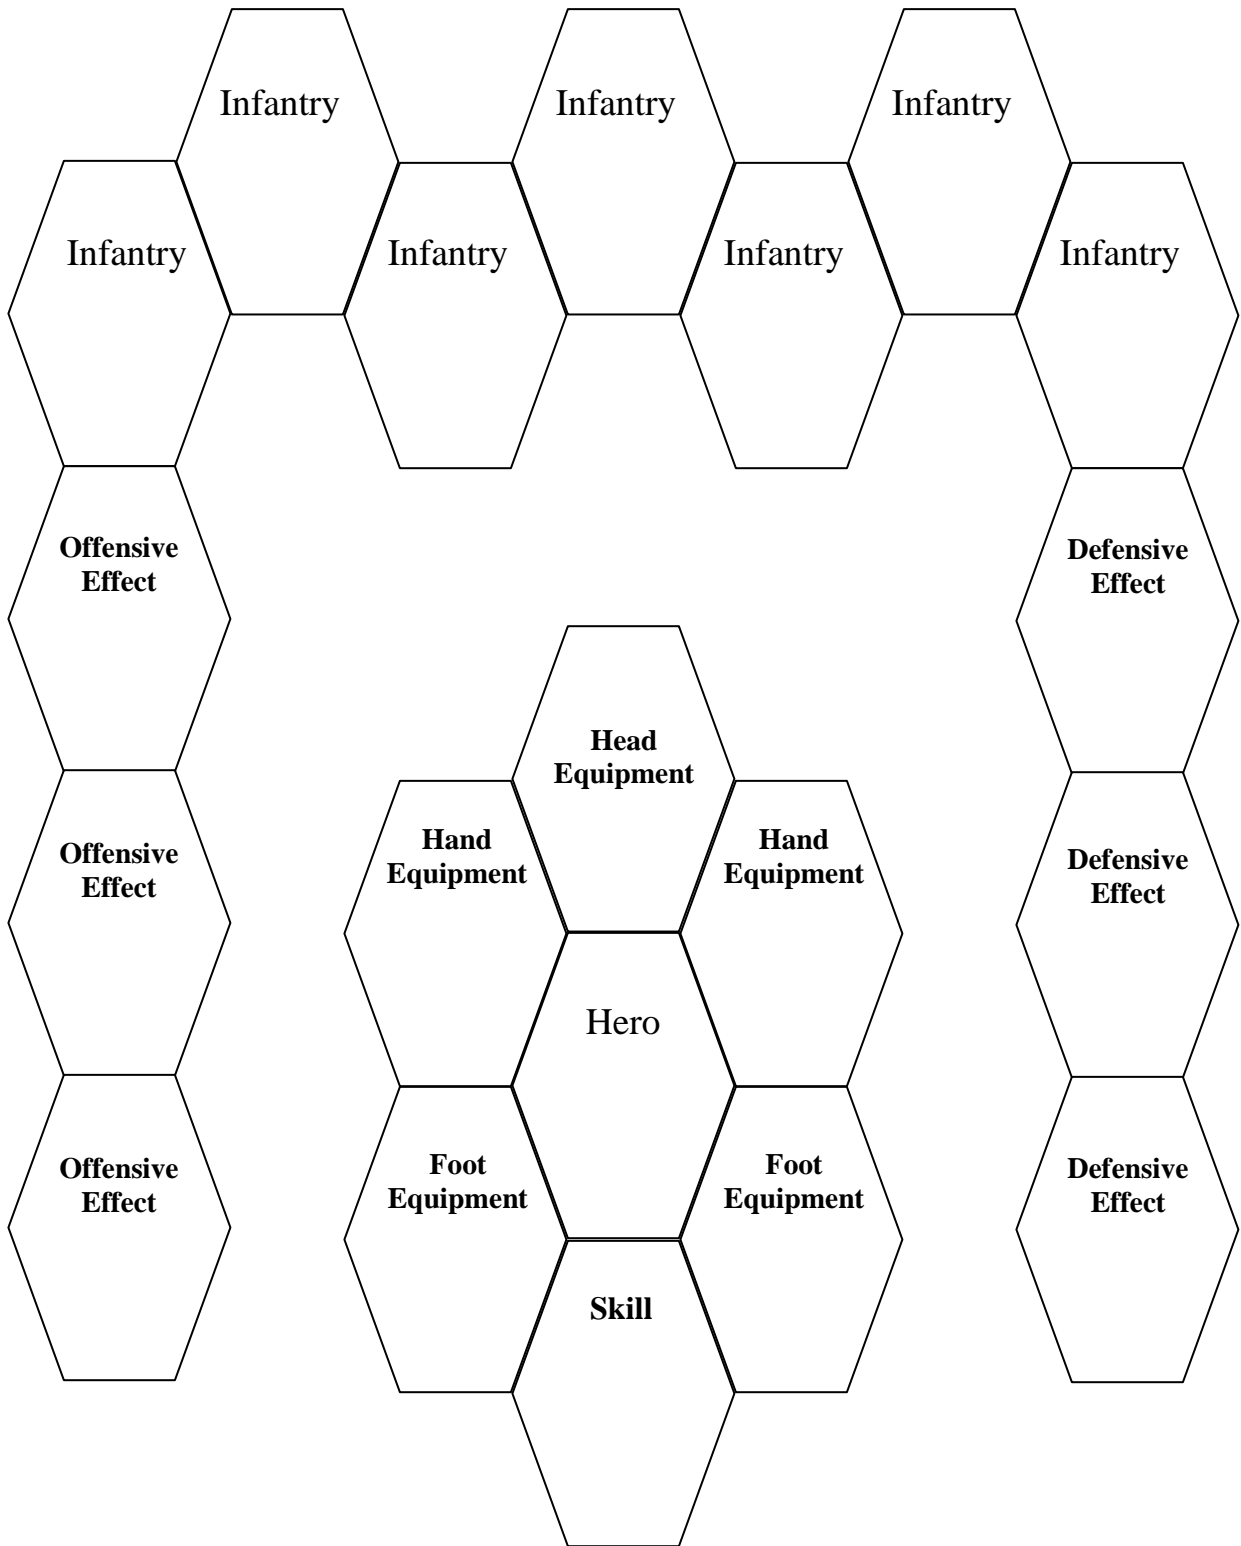 Infantry
Infantry
Infantry
Infantry
Infantry
Infantry
Infantry
Offensive
Effect
Defensive
Effect
Head
Equipment
Hand
Equipment
Hand
Equipment
Offensive
Effect
Defensive
Effect
Hero
Foot
Equipment
Foot
Equipment
Offensive
Effect
Defensive
Effect
Skill